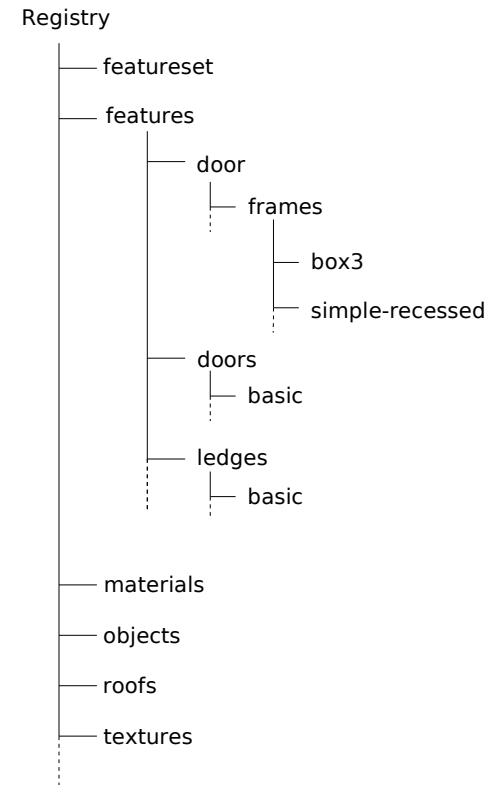 Registry
featureset
features
door
frames
box3
simple-recessed
doors
basic
ledges
basic
materials
objects
roofs
textures